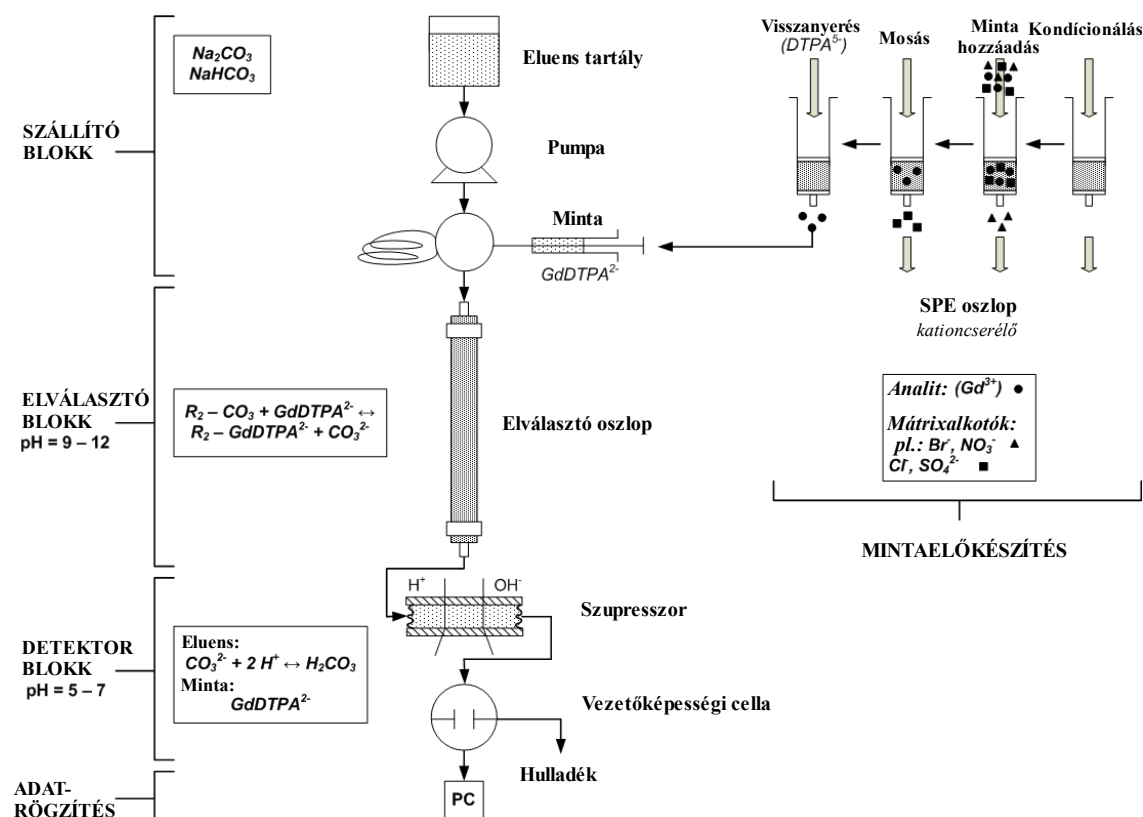 SZÁLLÍTÓ
BLOKK
Na₂CO₃
NaHCO₃
Eluens tartály
Pumpa
Minta
GdDTPA²⁻
Visszanyerés
(DTPA⁵⁻)
Mosás
Minta
hozzáadás
Kondícionálás
SPE oszlop
kationcserélő
Analit: (Gd³⁺)
Mátrixalkotók:
pl.: Br⁻, NO₃⁻
Cl⁻, SO₄²⁻
MINTAELŐKÉSZÍTÉS
ELVÁLASZTÓ
BLOKK
pH = 9 – 12
R₂ – CO₃ + GdDTPA²⁻ ↔
R₂ – GdDTPA²⁻ + CO₃²⁻
Elválasztó oszlop
DETEKTOR
BLOKK
pH = 5 – 7
Eluens:
CO₃²⁻ + 2 H⁺ ↔ H₂CO₃
Minta:
GdDTPA²⁻
H⁺
OH⁻
Szupresszor
Vezetőképességi cella
Hulladék
ADAT-
RÖGZÍTÉS
PC